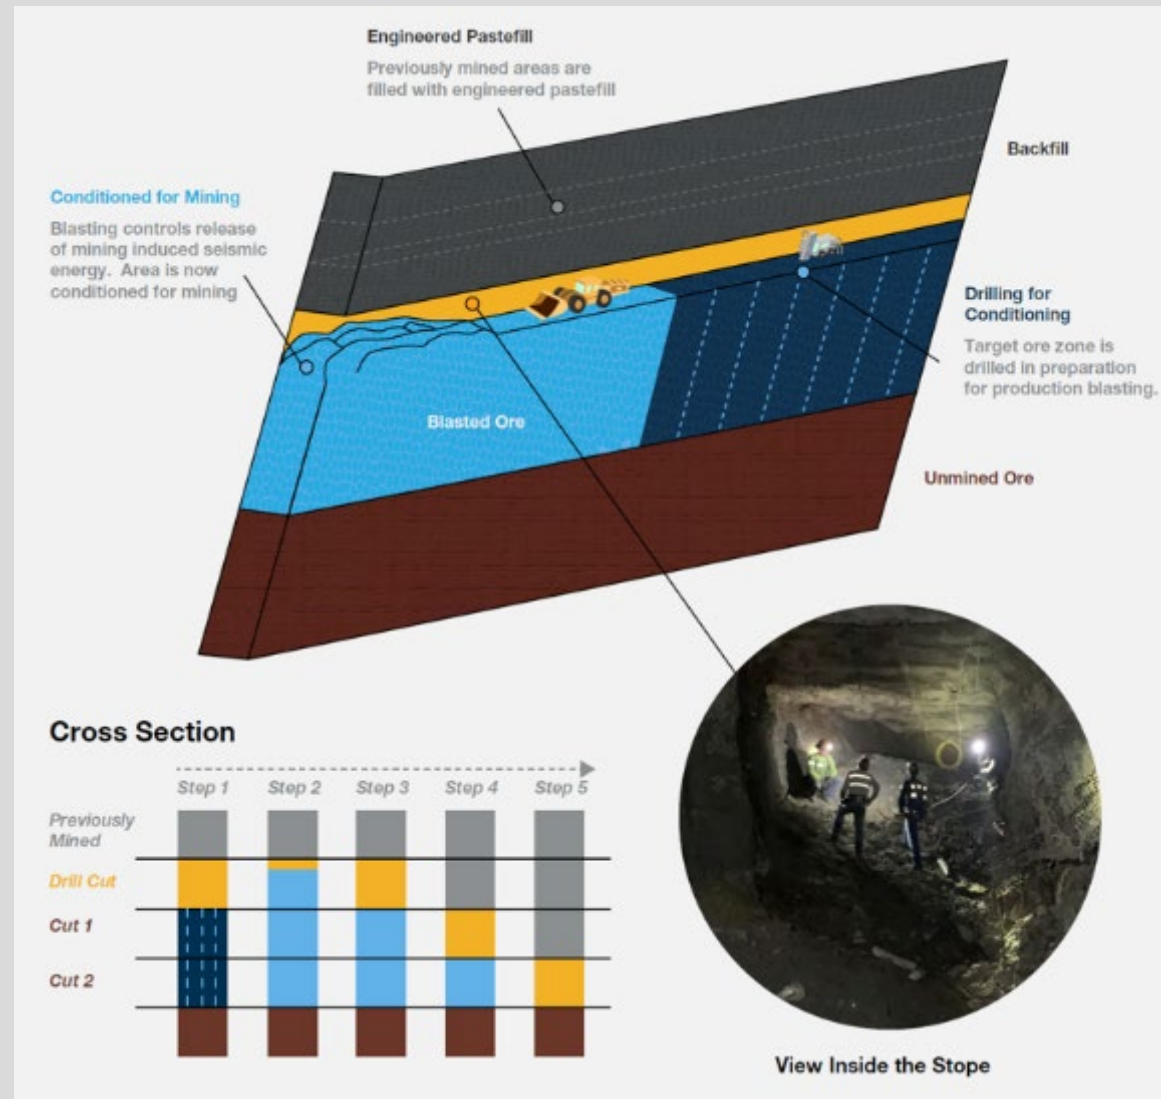 Engineered Pastefill
Previously mined areas are
filled with engineered pastefill
Backfill
Conditioned for Mining
Blasting controls release
of mining induced seismic
energy. Area is now
conditioned for mining
Drilling for
Conditioning
Target ore zone is
drilled in preparation
for production blasting.
Blasted Ore
Unmined Ore
Cross Section
Step 1
Step 2
Step 3
Step 4
Step 5
Previously
Mined
Drill Cut
Cut 1
Cut 2
View Inside the Stope